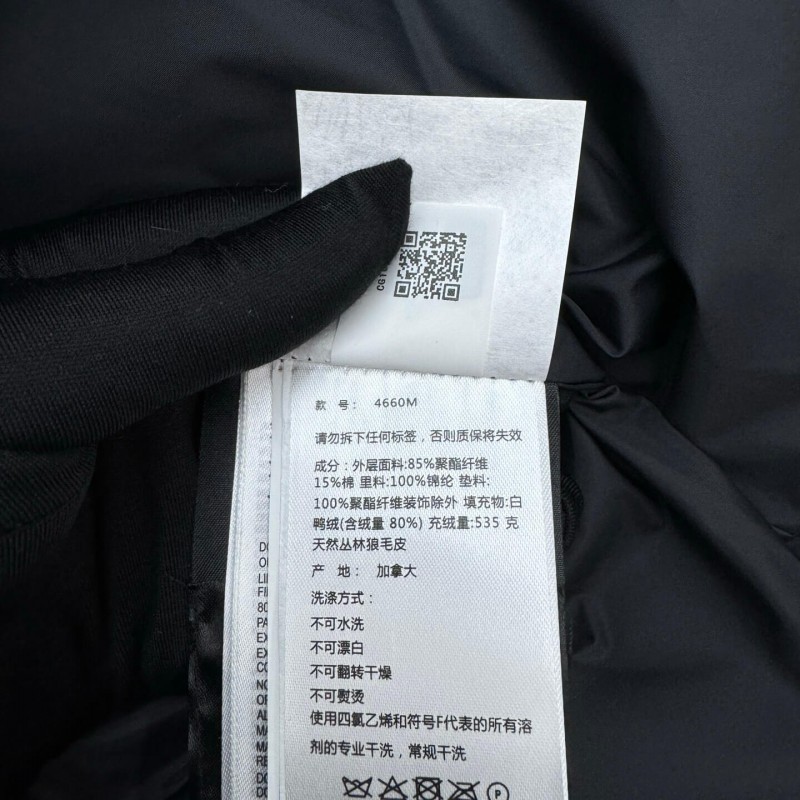 款 号： 4660M
请勿拆下任何标签，否则质保将失效
成分：外层面料:85%聚酯纤维
15%棉 里料:100%锦纶 垫料:
100%聚酯纤维装饰除外 填充物:白
鸭绒(含绒量 80%) 充绒量:535 克
天然丛林狼毛皮
产 地： 加拿大
洗涤方式：
不可水洗
不可漂白
不可翻转干燥
不可熨烫
使用四氯乙烯和符号F代表的所有溶
剂的专业干洗，常规干洗
P